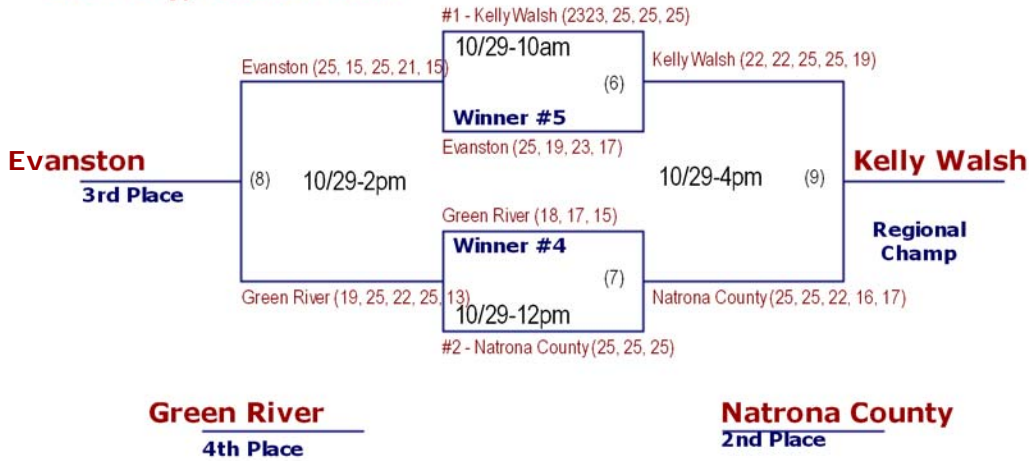 #1 - Kelly Walsh (2323, 25, 25, 25)
10/29-10am
Kelly Walsh (22, 22, 25, 25, 19)
Evanston (25, 15, 25, 21, 15)
(6)
Winner #5
Evanston (25, 19, 23, 17)
Evanston
Kelly Walsh
(8)
10/29-2pm
10/29-4pm
(9)
3rd Place
Green River (18, 17, 15)
Regional
Champ
Winner #4
(7)
Green River (19, 25, 22, 25, 13)
Natrona County (25, 25, 22, 16, 17)
10/29-12pm
#2 - Natrona County (25, 25, 25)
Green River
Natrona County
4th Place
2nd Place